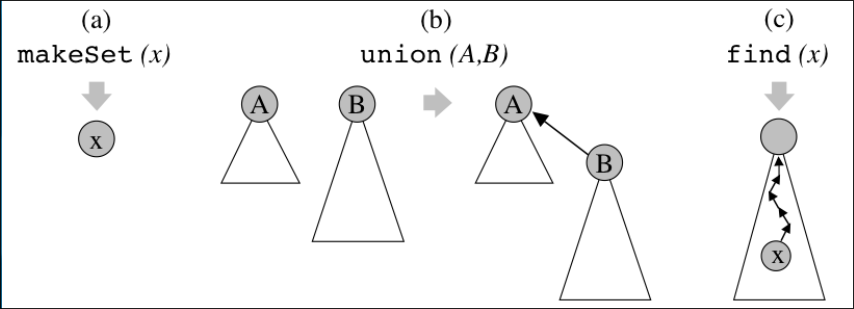 (a)
makeSet (x)
x
(b)
union (A,B)
A
B
A
B
(c)
find (x)
x